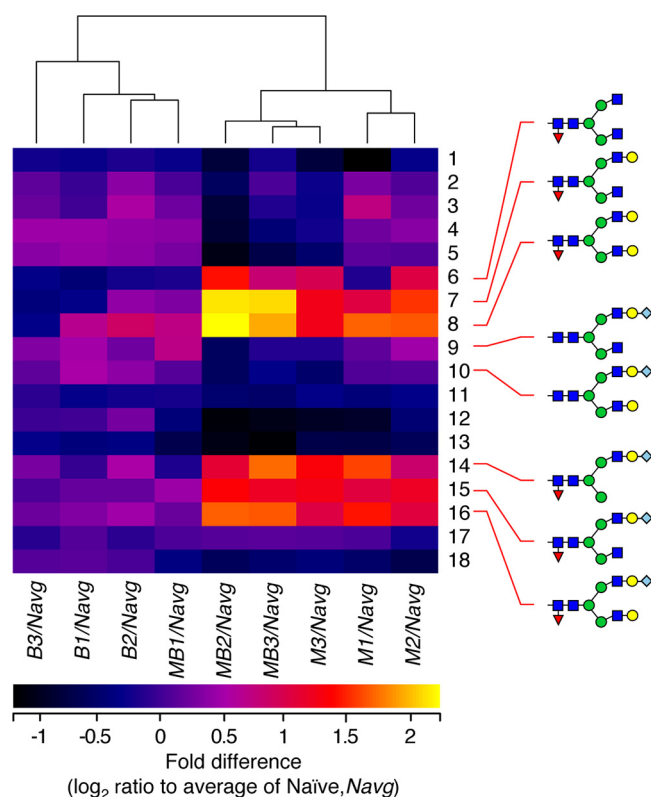 1
2
3
4
5
6
7
8
9
10
11
12
13
14
15
16
17
18
B3/Navg
B1/Navg
B2/Navg
MB1/Navg
MB2/Navg
MB3/Navg
M3/Navg
M1/Navg
M2/Navg
-1 -0.5 0 0.5 1 1.5 2
Fold difference
(log₂ ratio to average of Naïve,Navg)